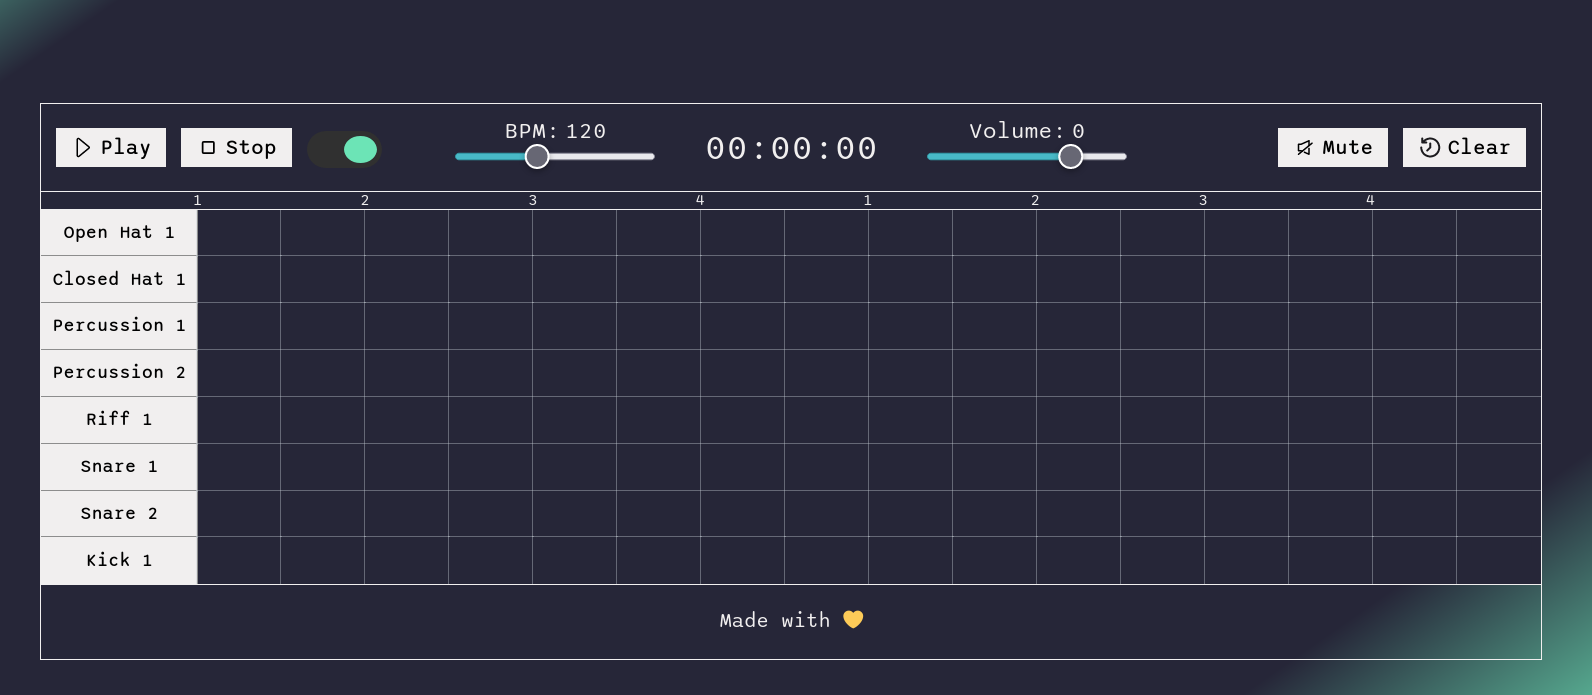 Play Stop BPM: 120 00:00:00 Volume: 0 Mute Clear
1 2 3 4 1 2 3 4
Open Hat 1
Closed Hat 1
Percussion 1
Percussion 2
Riff 1
Snare 1
Snare 2
Kick 1
Made with 💛